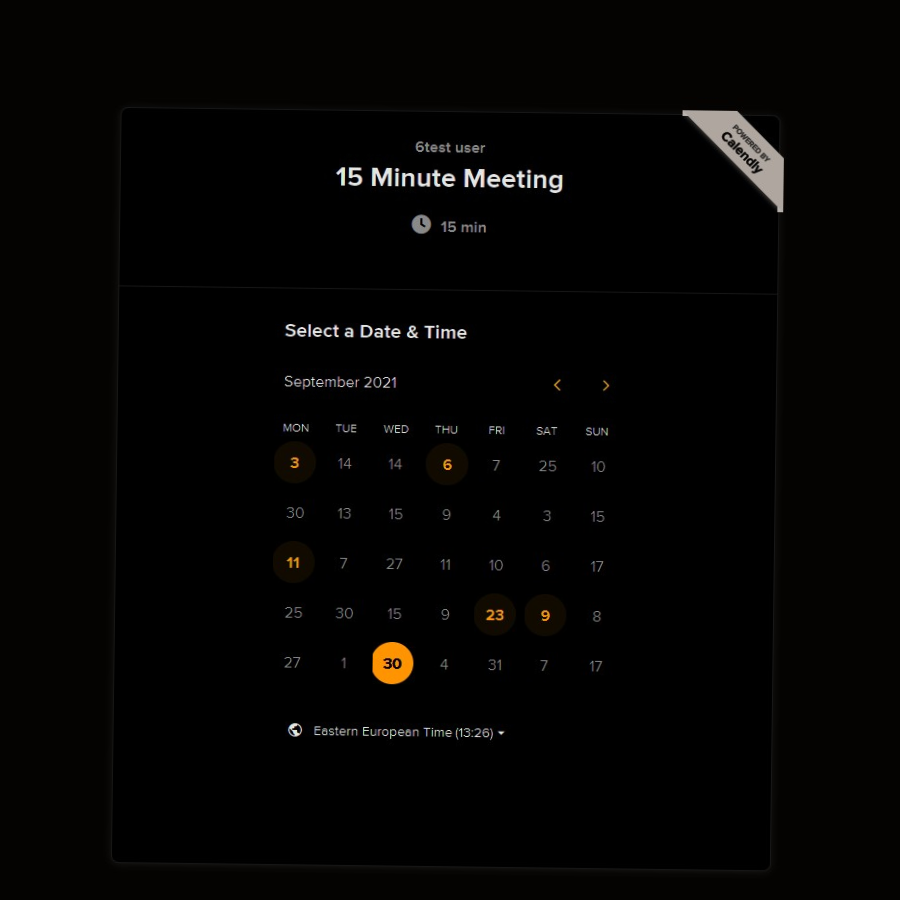 POWERED BY
Calendly
6test user
15 Minute Meeting
15 min
Select a Date & Time
September 2021
MON TUE WED THU FRI SAT SUN
3 14 14 6 7 25 10
30 13 15 9 4 3 15
11 7 27 11 10 6 17
25 30 15 9 23 9 8
27 1 30 4 31 7 17
Eastern European Time (13:26)